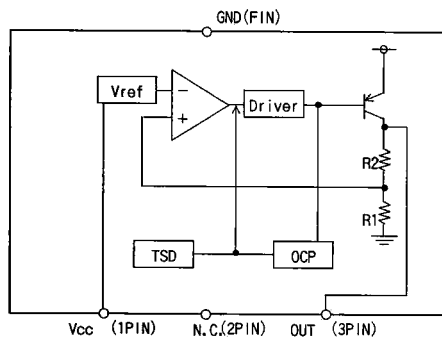 GND(FIN)
Vref
−
+
Driver
R2
R1
TSD
OCP
Vcc (1PIN)
N.C.(2PIN)
OUT (3PIN)